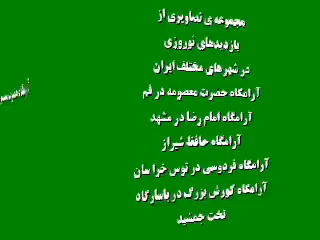 مجموعه ی تصاویری از
بازدیدهای نوروزی
در شهرهای مختلف ایران
آرامگاه حضرت معصومه در قم
آرامگاه امام رضا در مشهد
آرامگاه حافظ شیراز
آرامگاه فردوسی در توس خراسان
آرامگاه کورش بزرگ در پاسارگاد
تخت جمشید